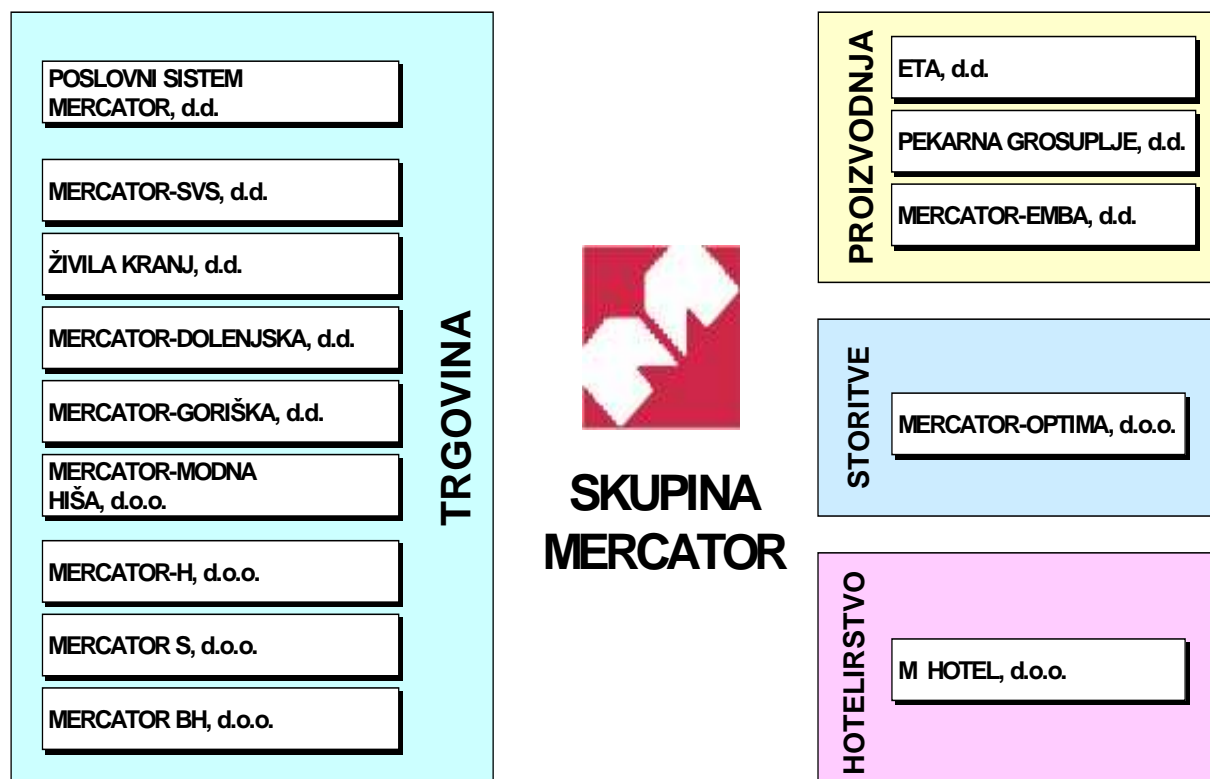 POSLOVNI SISTEM
MERCATOR, d.d.
MERCATOR-SVS, d.d.
ŽIVILA KRANJ, d.d.
MERCATOR-DOLENJSKA, d.d.
MERCATOR-GORIŠKA, d.d.
MERCATOR-MODNA
HIŠA, d.o.o.
MERCATOR-H, d.o.o.
MERCATOR S, d.o.o.
MERCATOR BH, d.o.o.
TRGOVINA
SKUPINA
MERCATOR
PROIZVODNJA
ETA, d.d.
PEKARNA GROSUPLJE, d.d.
MERCATOR-EMBA, d.d.
STORITVE
MERCATOR-OPTIMA, d.o.o.
HOTELIRSTVO
M HOTEL, d.o.o.